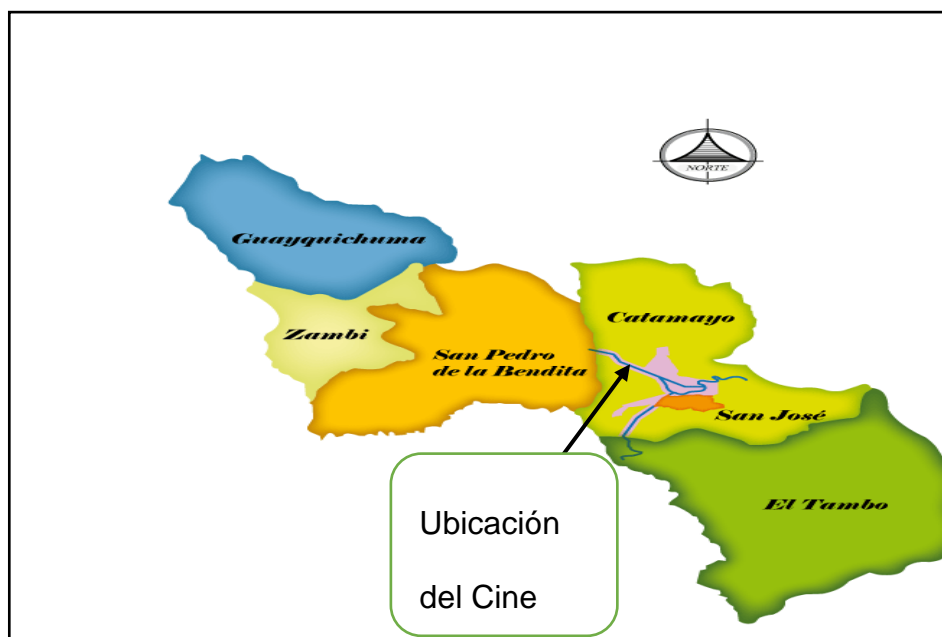 NORTE
Guayquichuma
Catamayo
Zambi
San Pedro
de la Bendita
San José
El Tambo
Ubicación
del Cine